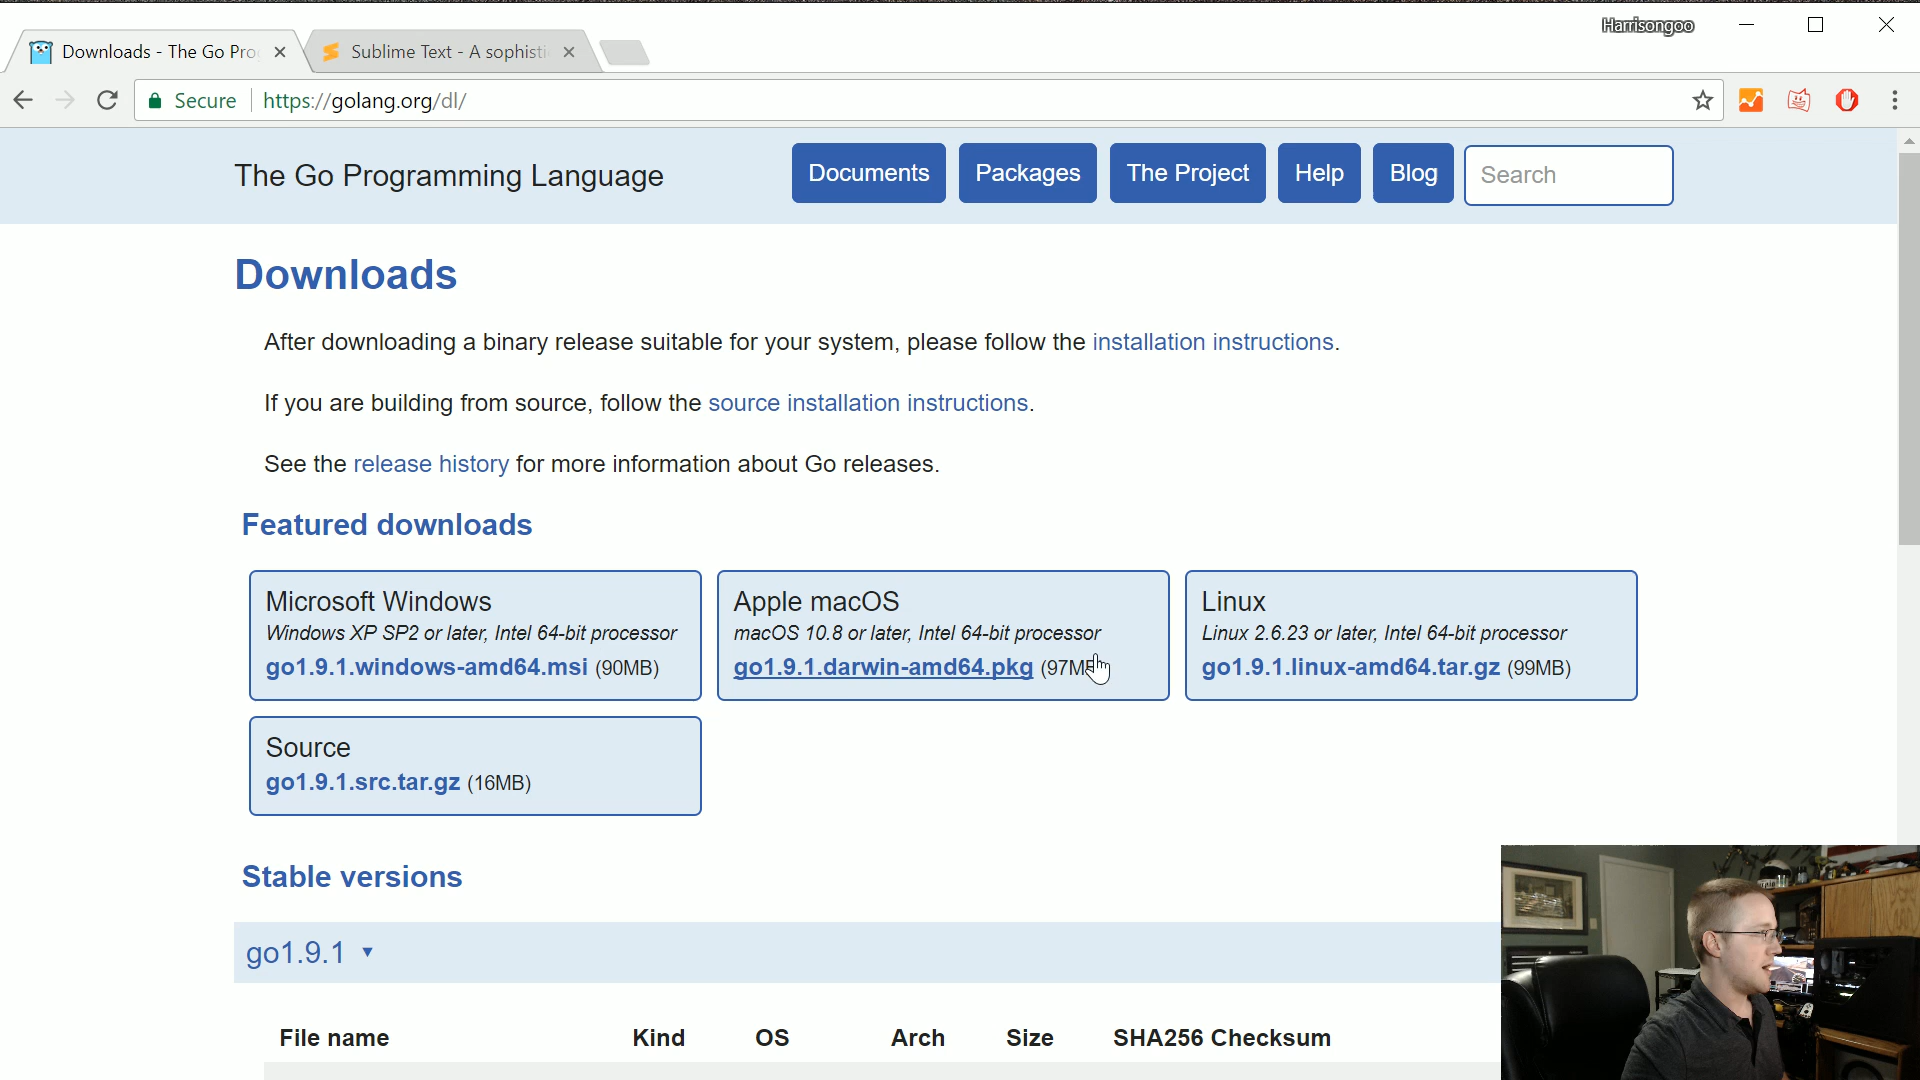 Harrisongoo
Downloads - The Go Pro
Sublime Text - A sophisti
Secure
https://golang.org/dl/
The Go Programming Language
Documents
Packages
The Project
Help
Blog
Search
Downloads
After downloading a binary release suitable for your system, please follow the installation instructions.
If you are building from source, follow the source installation instructions.
See the release history for more information about Go releases.
Featured downloads
Microsoft Windows
Windows XP SP2 or later, Intel 64-bit processor
go1.9.1.windows-amd64.msi (90MB)
Apple macOS
macOS 10.8 or later, Intel 64-bit processor
go1.9.1.darwin-amd64.pkg
Linux
Linux 2.6.23 or later, Intel 64-bit processor
go1.9.1.linux-amd64.tar.gz (99MB)
Source
go1.9.1.src.tar.gz (16MB)
Stable versions
go1.9.1 ▾
File name
Kind
OS
Arch
Size
SHA256 Checksum